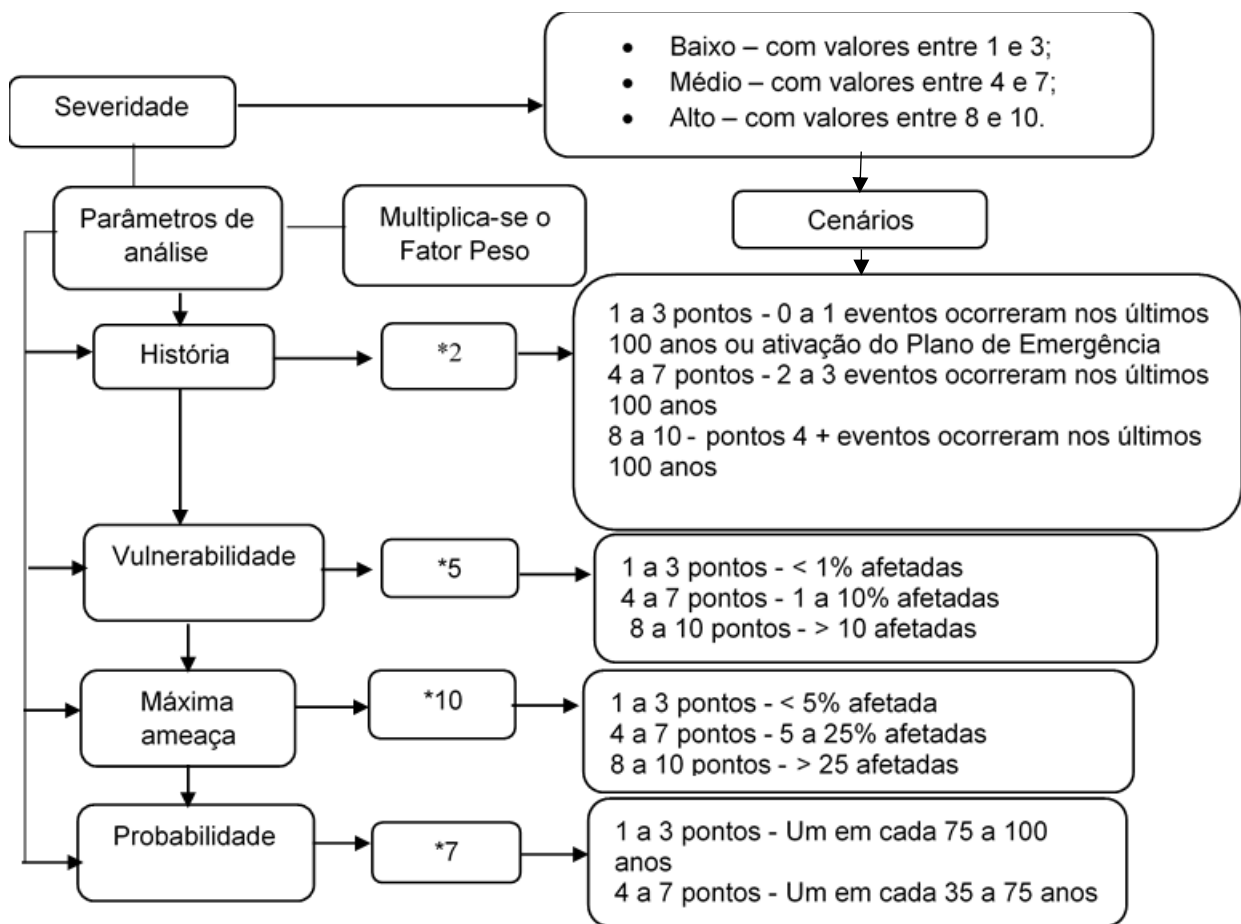 Severidade
• Baixo – com valores entre 1 e 3;
• Médio – com valores entre 4 e 7;
• Alto – com valores entre 8 e 10.
Parâmetros de
análise
Multiplica-se o
Fator Peso
Cenários
História
*2
1 a 3 pontos - 0 a 1 eventos ocorreram nos últimos
100 anos ou ativação do Plano de Emergência
4 a 7 pontos - 2 a 3 eventos ocorreram nos últimos
100 anos
8 a 10 - pontos 4 + eventos ocorreram nos últimos
100 anos
Vulnerabilidade
*5
1 a 3 pontos - < 1% afetadas
4 a 7 pontos - 1 a 10% afetadas
8 a 10 pontos - > 10 afetadas
Máxima
ameaça
*10
1 a 3 pontos - < 5% afetada
4 a 7 pontos - 5 a 25% afetadas
8 a 10 pontos - > 25 afetadas
Probabilidade
*7
1 a 3 pontos - Um em cada 75 a 100
anos
4 a 7 pontos - Um em cada 35 a 75 anos